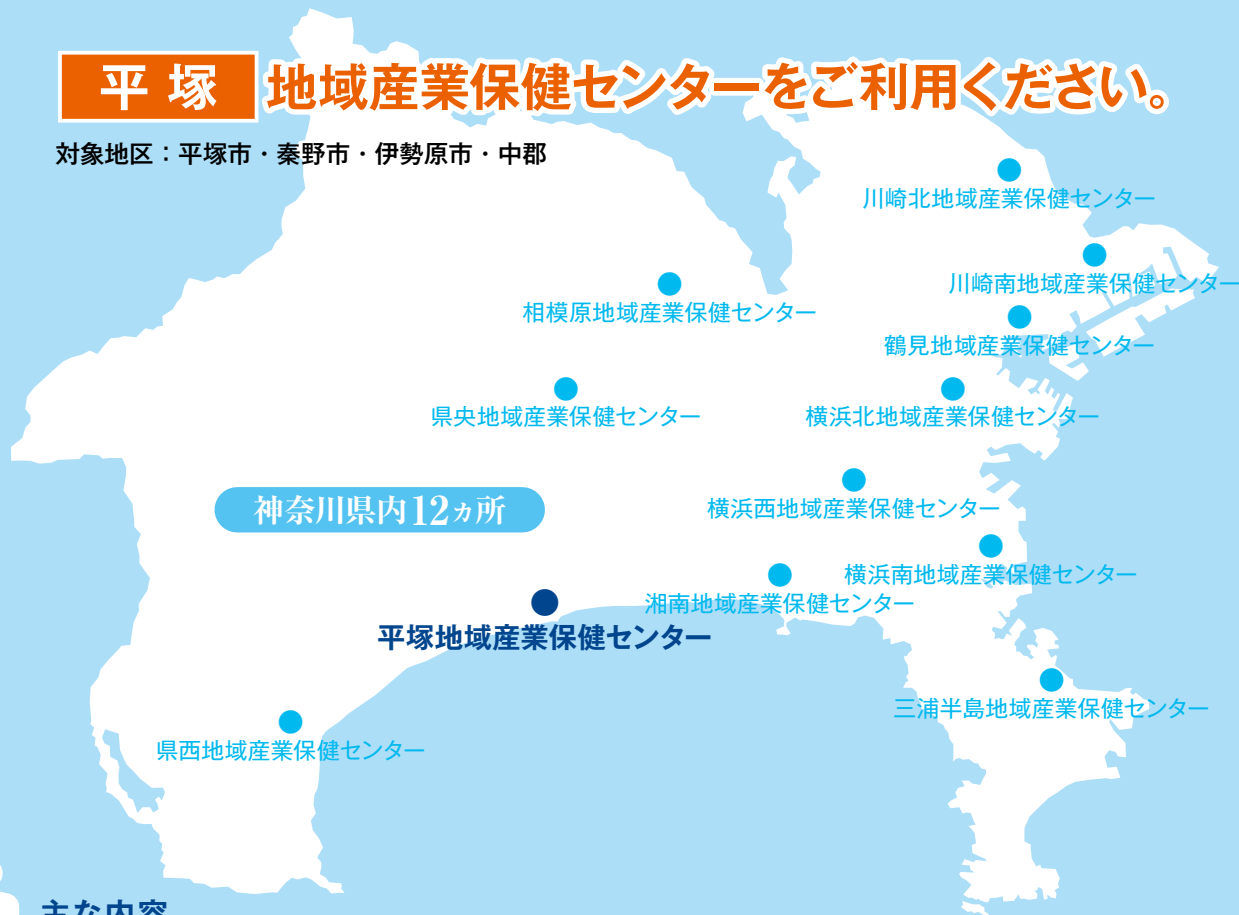 平塚 地域産業保健センターをご利用ください。
対象地区：平塚市・秦野市・伊勢原市・中郡
川崎北地域産業保健センター
川崎南地域産業保健センター
相模原地域産業保健センター
鶴見地域産業保健センター
県央地域産業保健センター
横浜北地域産業保健センター
神奈川県内12ヵ所
横浜西地域産業保健センター
横浜南地域産業保健センター
湘南地域産業保健センター
平塚地域産業保健センター
三浦半島地域産業保健センター
県西地域産業保健センター
主な内容